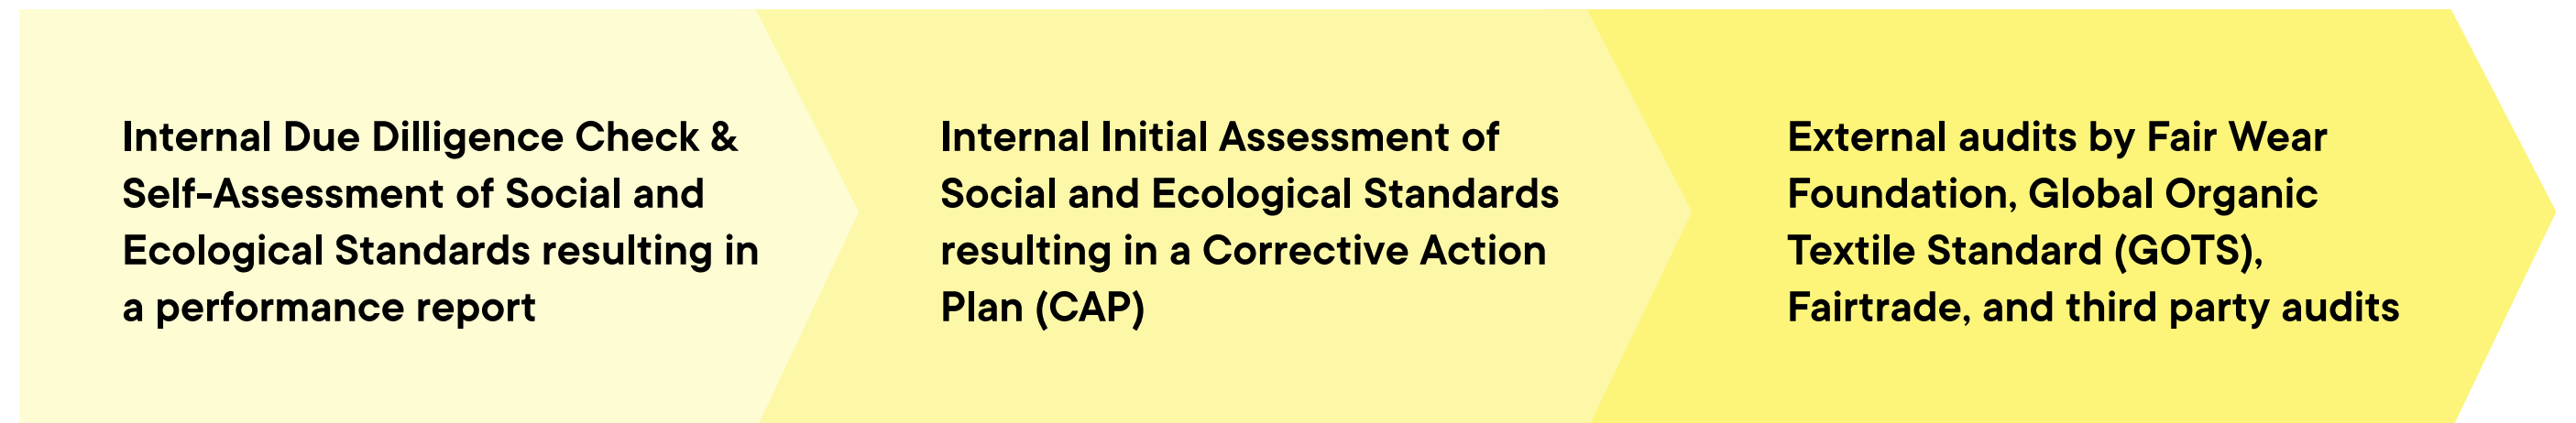 Internal Due Dilligence Check &
Self-Assessment of Social and
Ecological Standards resulting in
a performance report
Internal Initial Assessment of
Social and Ecological Standards
resulting in a Corrective Action
Plan (CAP)
External audits by Fair Wear
Foundation, Global Organic
Textile Standard (GOTS),
Fairtrade, and third party audits